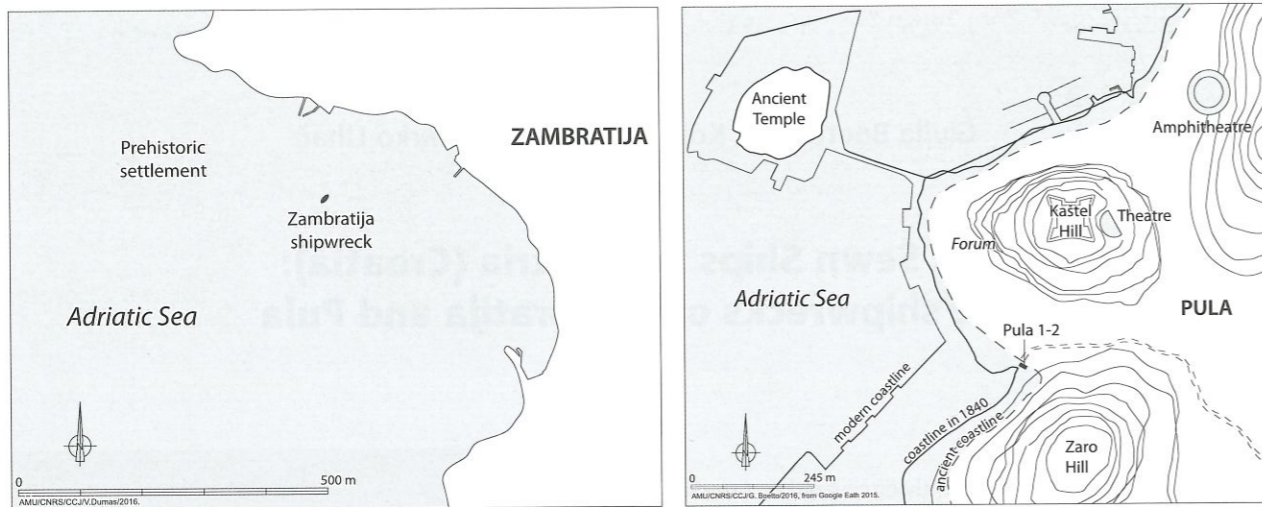 ZAMBRATIJA
Prehistoric
settlement
Zambratija
shipwreck
Adriatic Sea
0
500 m
AMU/CNRS/CCJ/V.Dumas/2016.
Ancient
Temple
Amphitheatre
Kaštel
Hill
Theatre
Forum
Adriatic Sea
PULA
Pula 1-2
modern coastline
coastline in 1840
ancient coastline
Zaro
Hill
0
245 m
AMU/CNRS/CCJ/G. Boetto/2016, from Google Eath 2015.